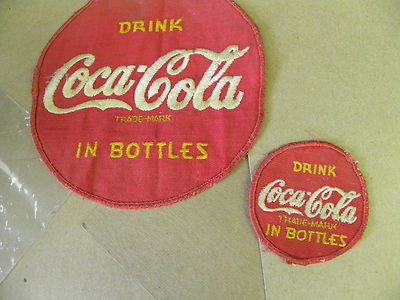 DRINK
Coca-Cola
TRADE-MARK
IN BOTTLES
DRINK
Coca-Cola
TRADE-MARK
IN BOTTLES